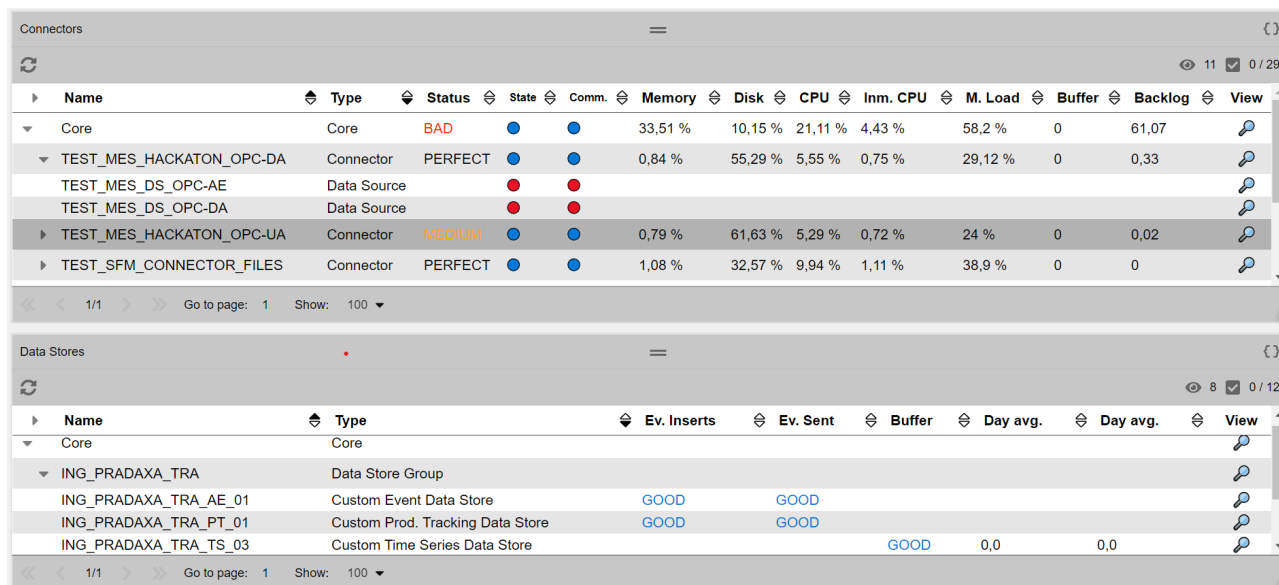 Connectors
11 0 / 29
Name Type Status State Comm. Memory Disk CPU Inm. CPU M. Load Buffer Backlog View
Core Core BAD 33,51 % 10,15 % 21,11 % 4,43 % 58,2 % 0 61,07
TEST_MES_HACKATON_OPC-DA Connector PERFECT 0,84 % 55,29 % 5,55 % 0,75 % 29,12 % 0 0,33
TEST_MES_DS_OPC-AE Data Source
TEST_MES_DS_OPC-DA Data Source
TEST_MES_HACKATON_OPC-UA Connector MEDIUM 0,79 % 61,63 % 5,29 % 0,72 % 24 % 0 0,02
TEST_SFM_CONNECTOR_FILES Connector PERFECT 1,08 % 32,57 % 9,94 % 1,11 % 38,9 % 0 0
1/1 Go to page: 1 Show: 100
Data Stores
8 0 / 12
Name Type Ev. Inserts Ev. Sent Buffer Day avg. Day avg. View
Core Core
ING_PRADAXA_TRA Data Store Group
ING_PRADAXA_TRA_AE_01 Custom Event Data Store GOOD GOOD
ING_PRADAXA_TRA_PT_01 Custom Prod. Tracking Data Store GOOD GOOD
ING_PRADAXA_TRA_TS_03 Custom Time Series Data Store GOOD 0,0 0,0
1/1 Go to page: 1 Show: 100